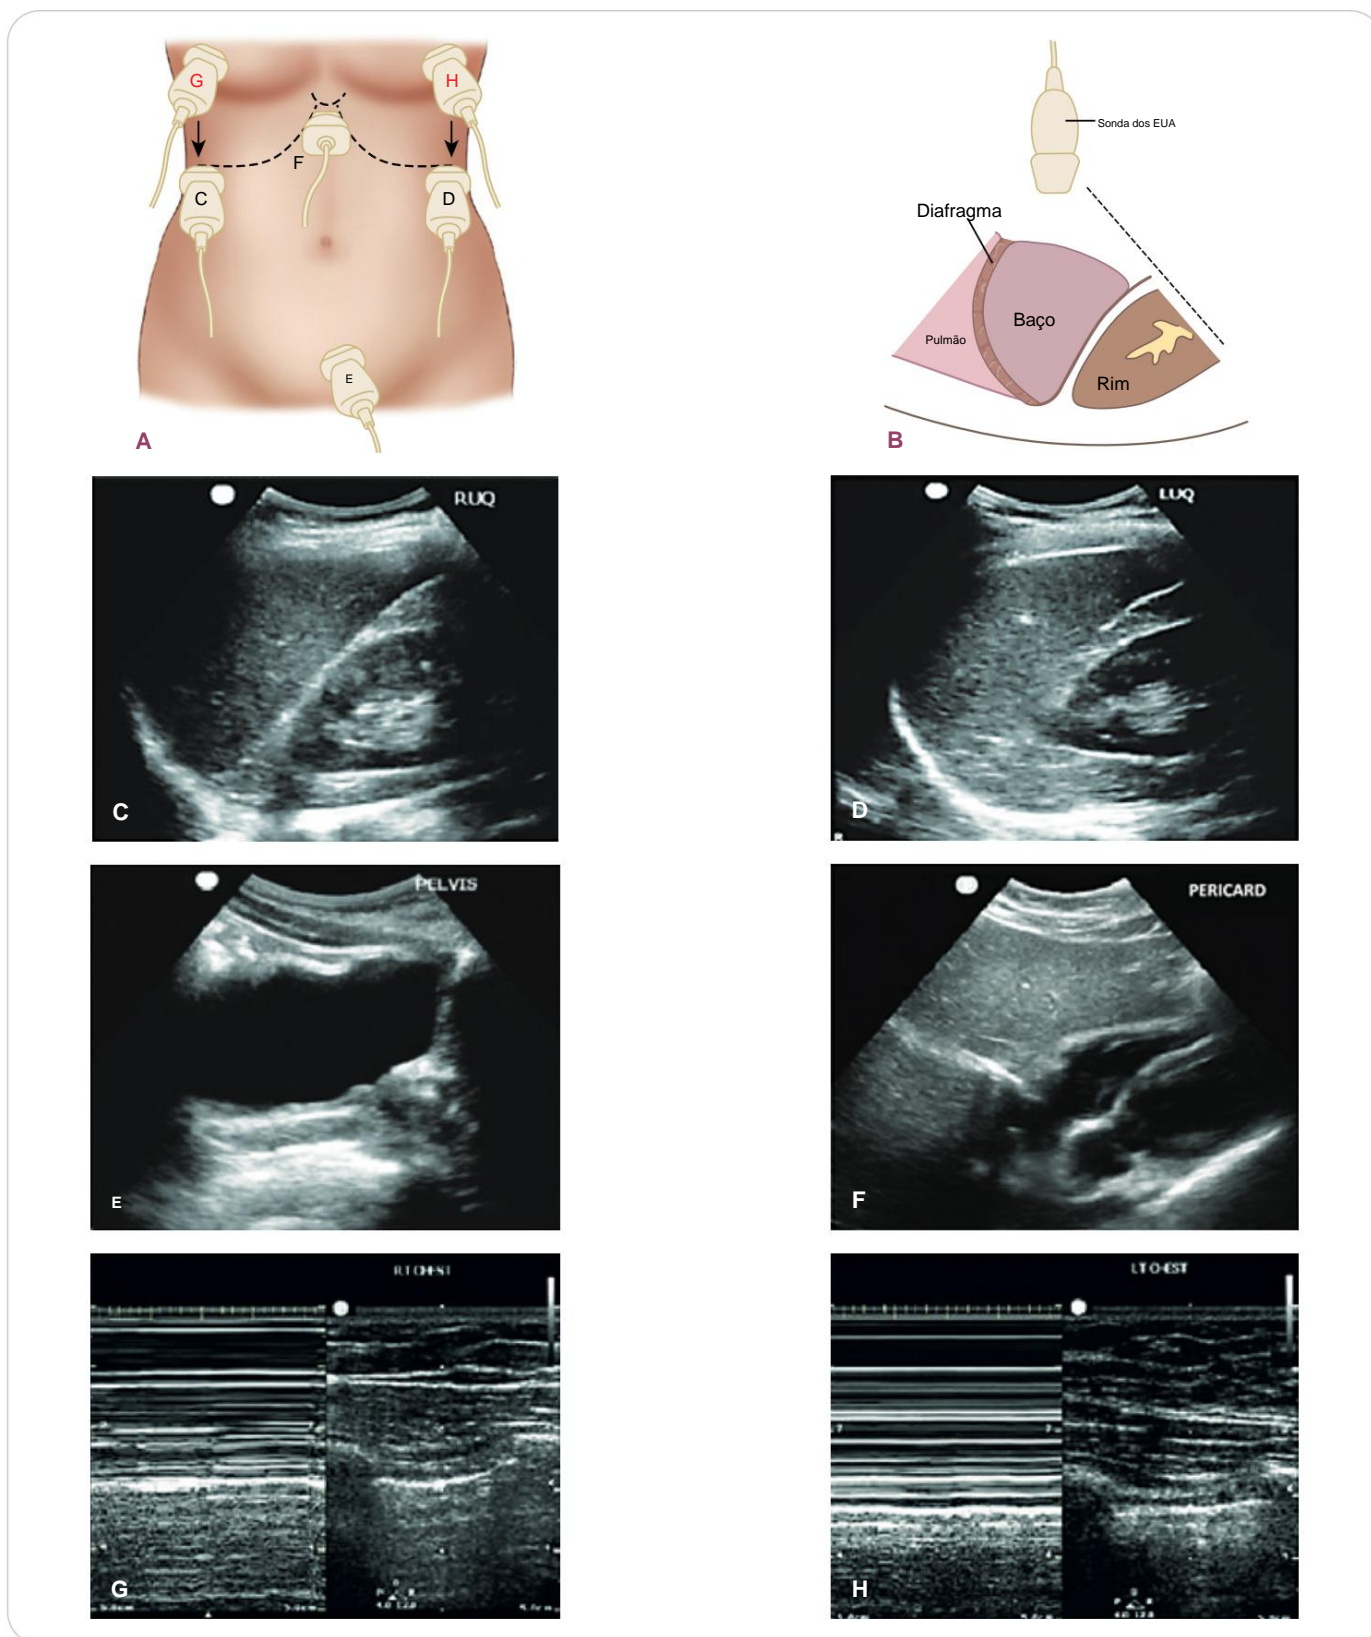 G
H
F
C
D
E
A
Sonda dos EUA
Diafragma
Baço
Pulmão
Rim
B
RUQ
C
LUQ
D
PELVIS
E
PERICARD
F
RT CHEST
G
LT CHEST
H